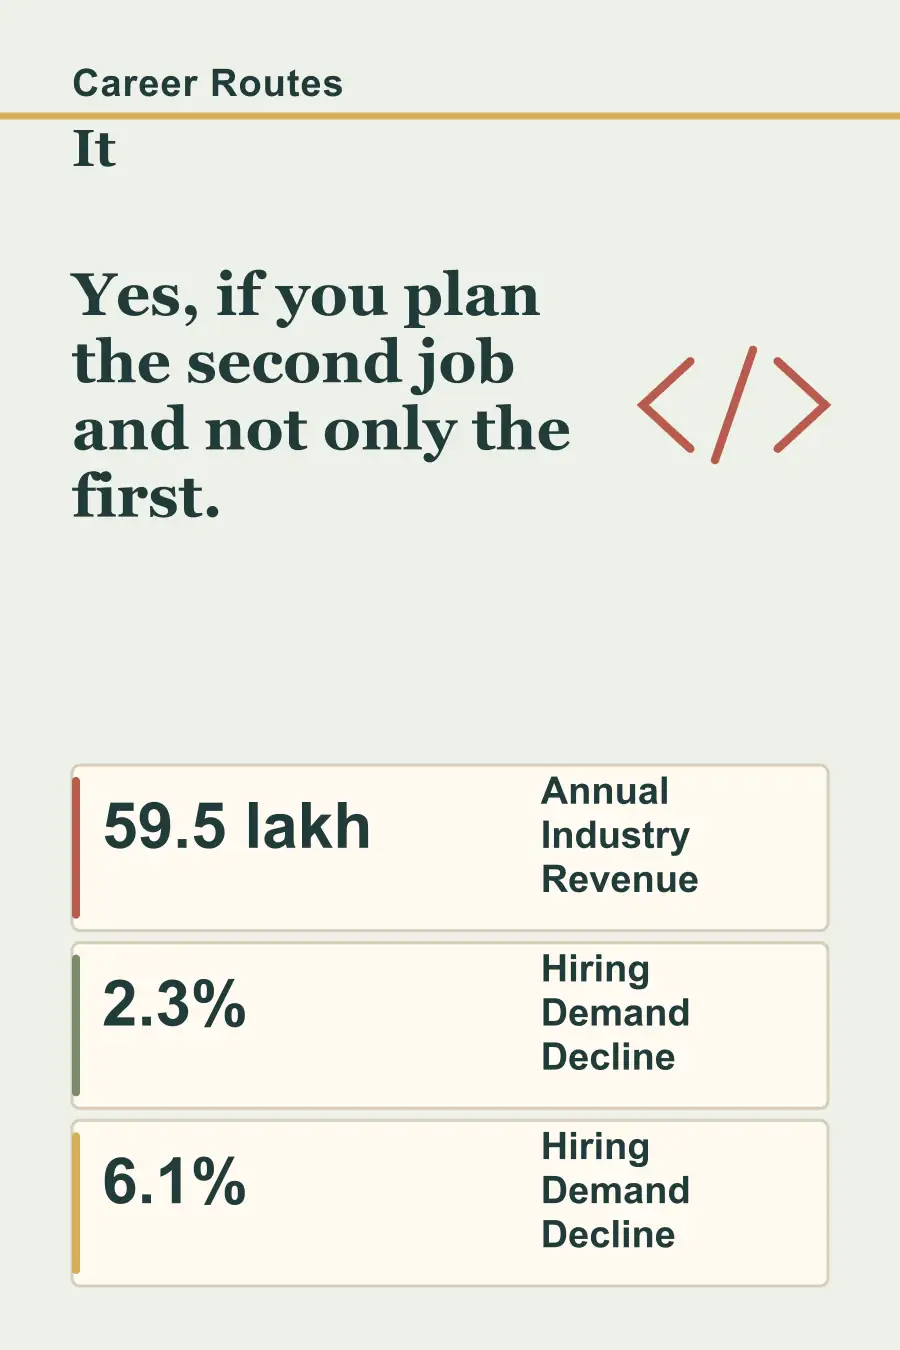 Career Routes
It
Yes, if you plan
the second job
and not only the
first.
59.5 lakh
Annual
Industry
Revenue
2.3%
Hiring
Demand
Decline
6.1%
Hiring
Demand
Decline